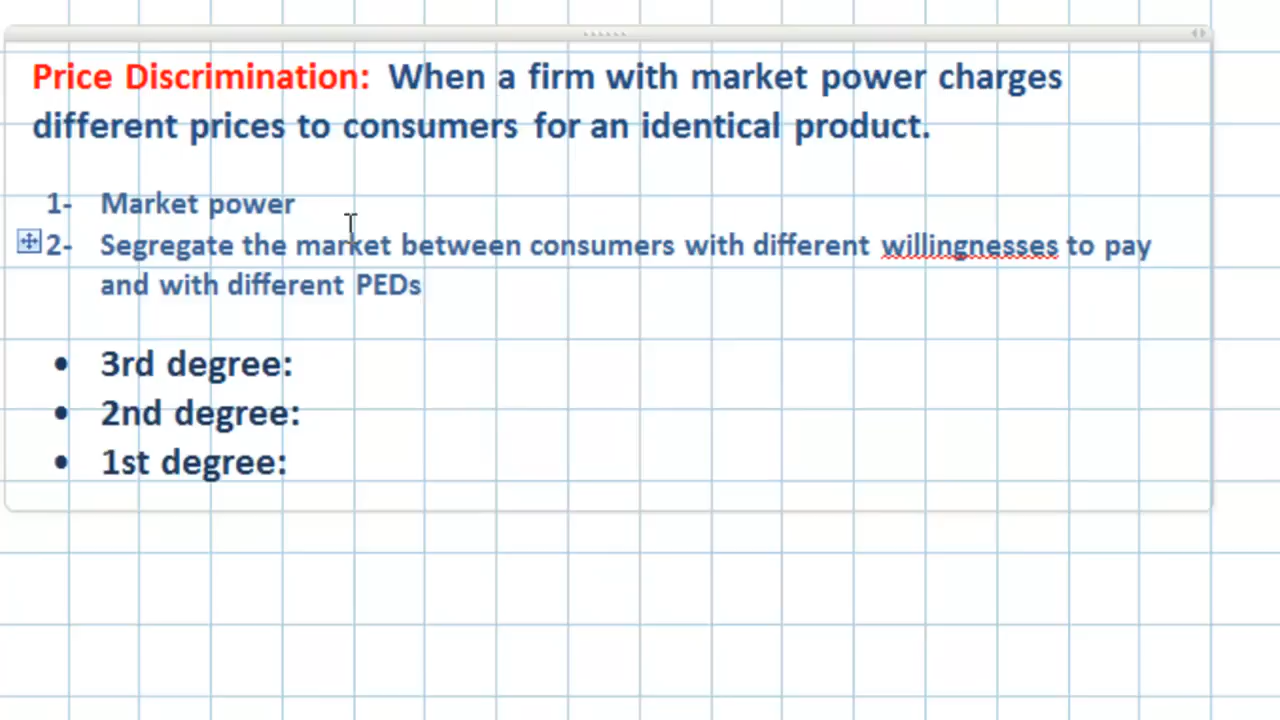 Price Discrimination: When a firm with market power charges
different prices to consumers for an identical product.
1- Market power
2- Segregate the market between consumers with different willingnesses to pay
and with different PEDs
• 3rd degree:
• 2nd degree:
• 1st degree: